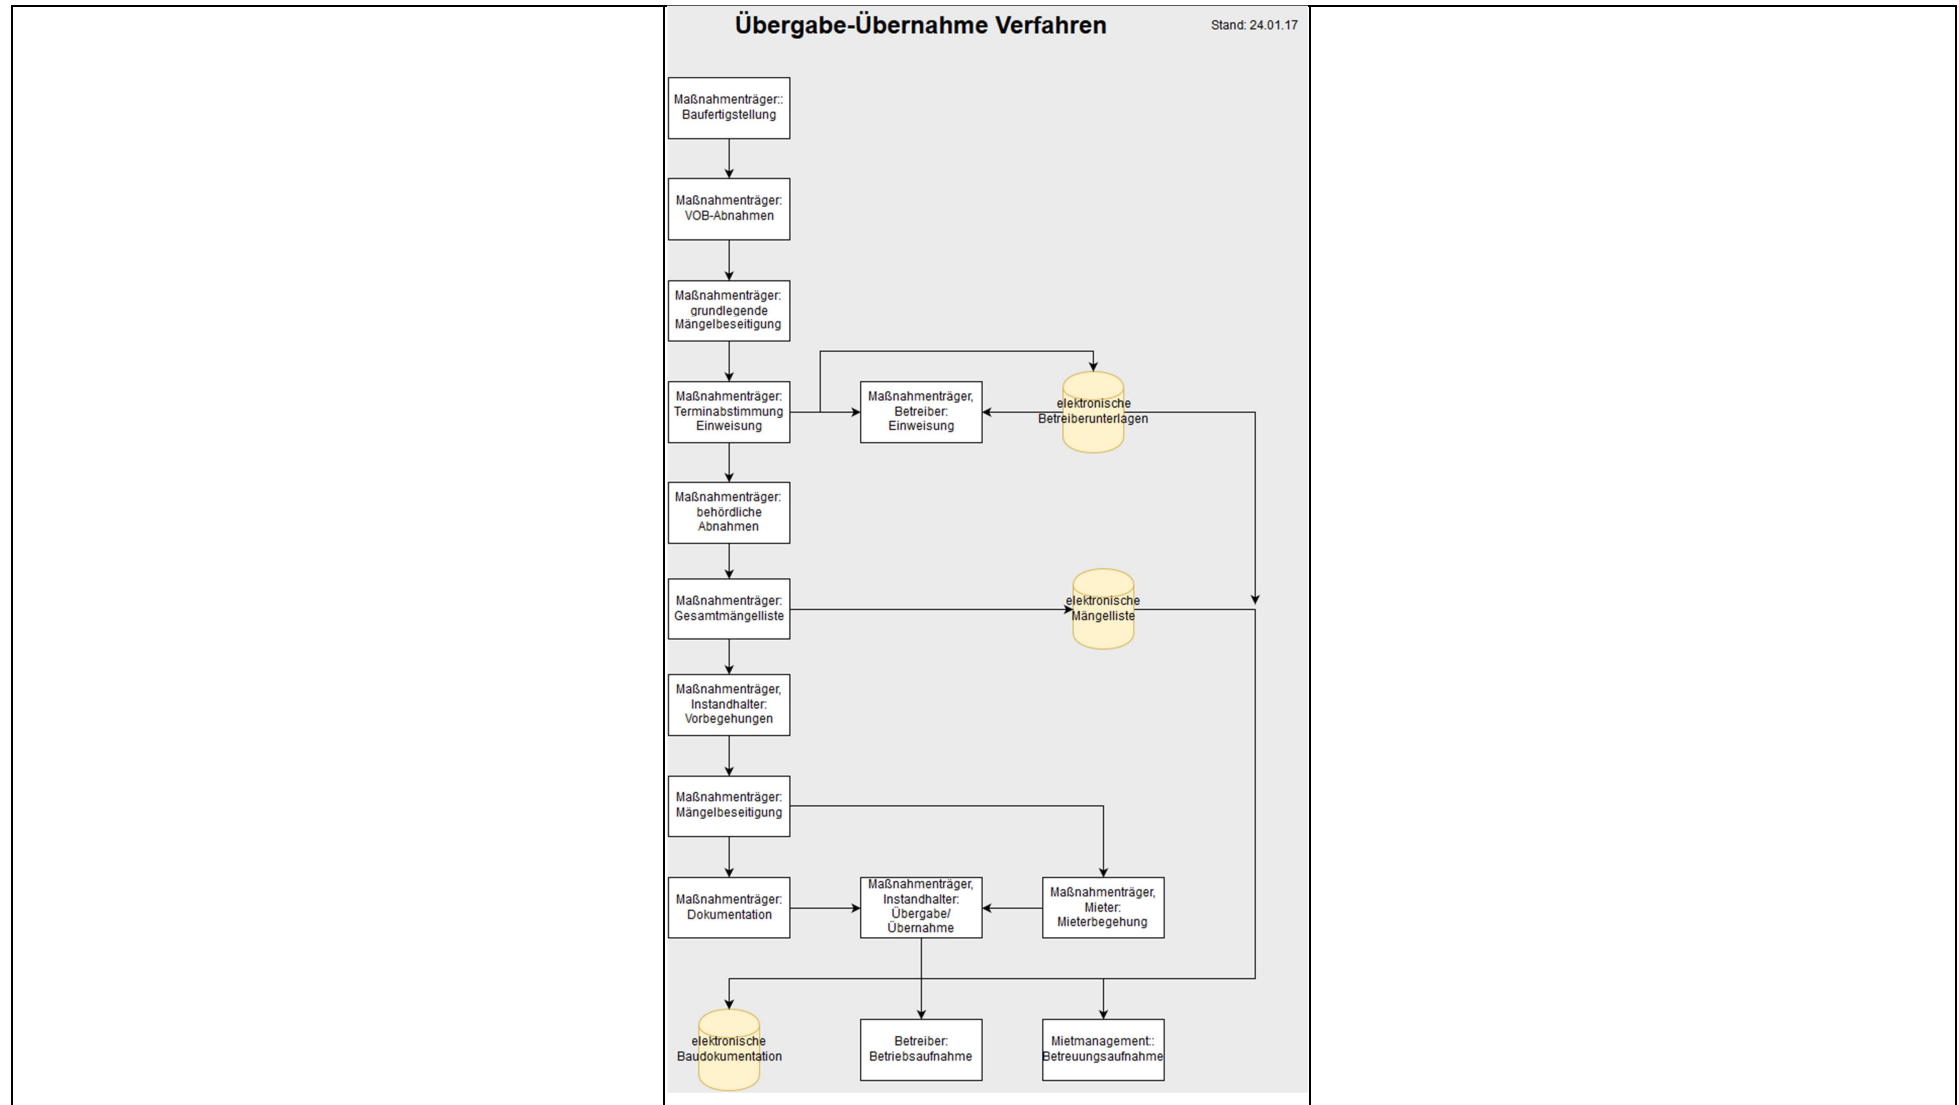 Übergabe-Übernahme Verfahren
Stand: 24.01.17
Maßnahmenträger::
Baufertigstellung
Maßnahmenträger:
VOB-Abnahmen
Maßnahmenträger:
grundlegende
Mängelbeseitigung
Maßnahmenträger:
Terminabstimmung
Einweisung
Maßnahmenträger,
Betreiber:
Einweisung
elektronische
Betreiberunterlagen
Maßnahmenträger:
behördliche
Abnahmen
Maßnahmenträger:
Gesamtmängelliste
elektronische
Mängelliste
Maßnahmenträger,
Instandhalter:
Vorbegehungen
Maßnahmenträger:
Mängelbeseitigung
Maßnahmenträger:
Dokumentation
Maßnahmenträger,
Instandhalter:
Übergabe/
Übernahme
Maßnahmenträger,
Mieter:
Mieterbegehung
elektronische
Baudokumentation
Betreiber:
Betriebsaufnahme
Mietmanagement::
Betreuungsaufnahme